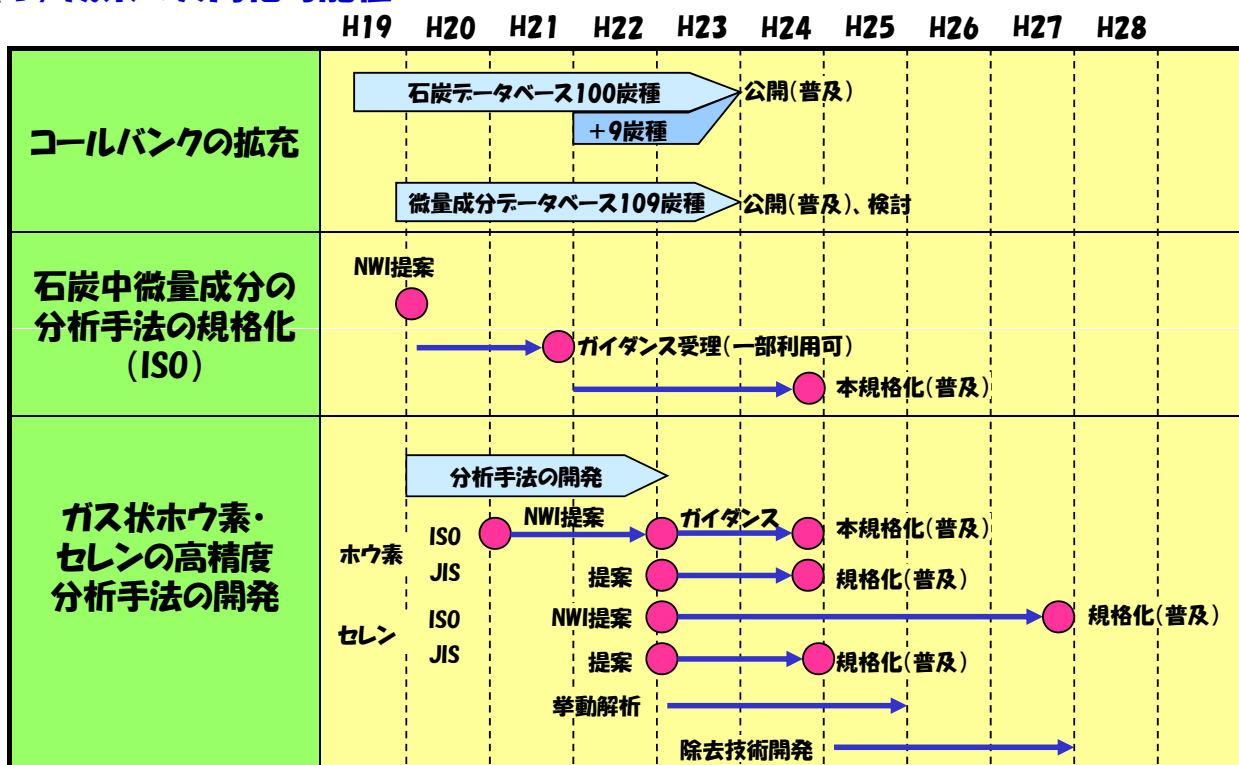 H19 H20 H21 H22 H23 H24 H25 H26 H27 H28
コールバンクの拡充
石炭データベース100炭種
公開(普及)
+9炭種
微量成分データベース109炭種
公開(普及)、検討
石炭中微量成分の
分析手法の規格化
(ISO)
NWI提案
ガイダンス受理(一部利用可)
本規格化(普及)
ガス状ホウ素・
セレンの高精度
分析手法の開発
分析手法の開発
ホウ素
ISO
NWI提案
ガイダンス
本規格化(普及)
JIS
提案
規格化(普及)
セレン
ISO
NWI提案
規格化(普及)
JIS
提案
規格化(普及)
挙動解析
除去技術開発